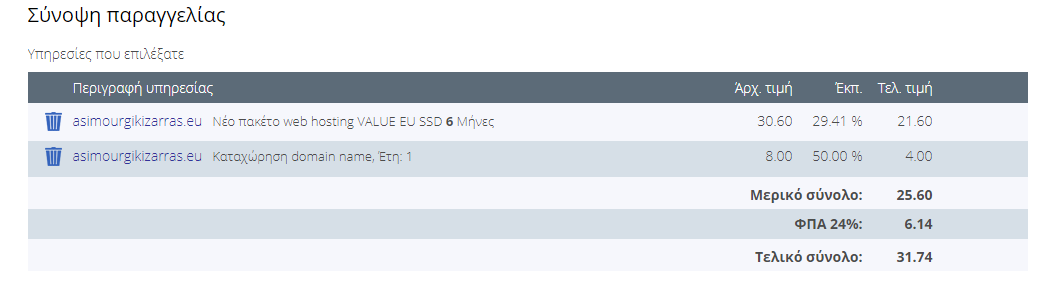 Σύνοψη παραγγελίας
Υπηρεσίες που επιλέξατε
Περιγραφή υπηρεσίας Άρχ. τιμή Έκπ. Τελ. τιμή
asimourgikizarras.eu Νέο πακέτο web hosting VALUE EU SSD 6 Μήνες 30.60 29.41 % 21.60
asimourgikizarras.eu Καταχώρηση domain name, Έτη: 1 8.00 50.00 % 4.00
Μερικό σύνολο: 25.60
ΦΠΑ 24%: 6.14
Τελικό σύνολο: 31.74